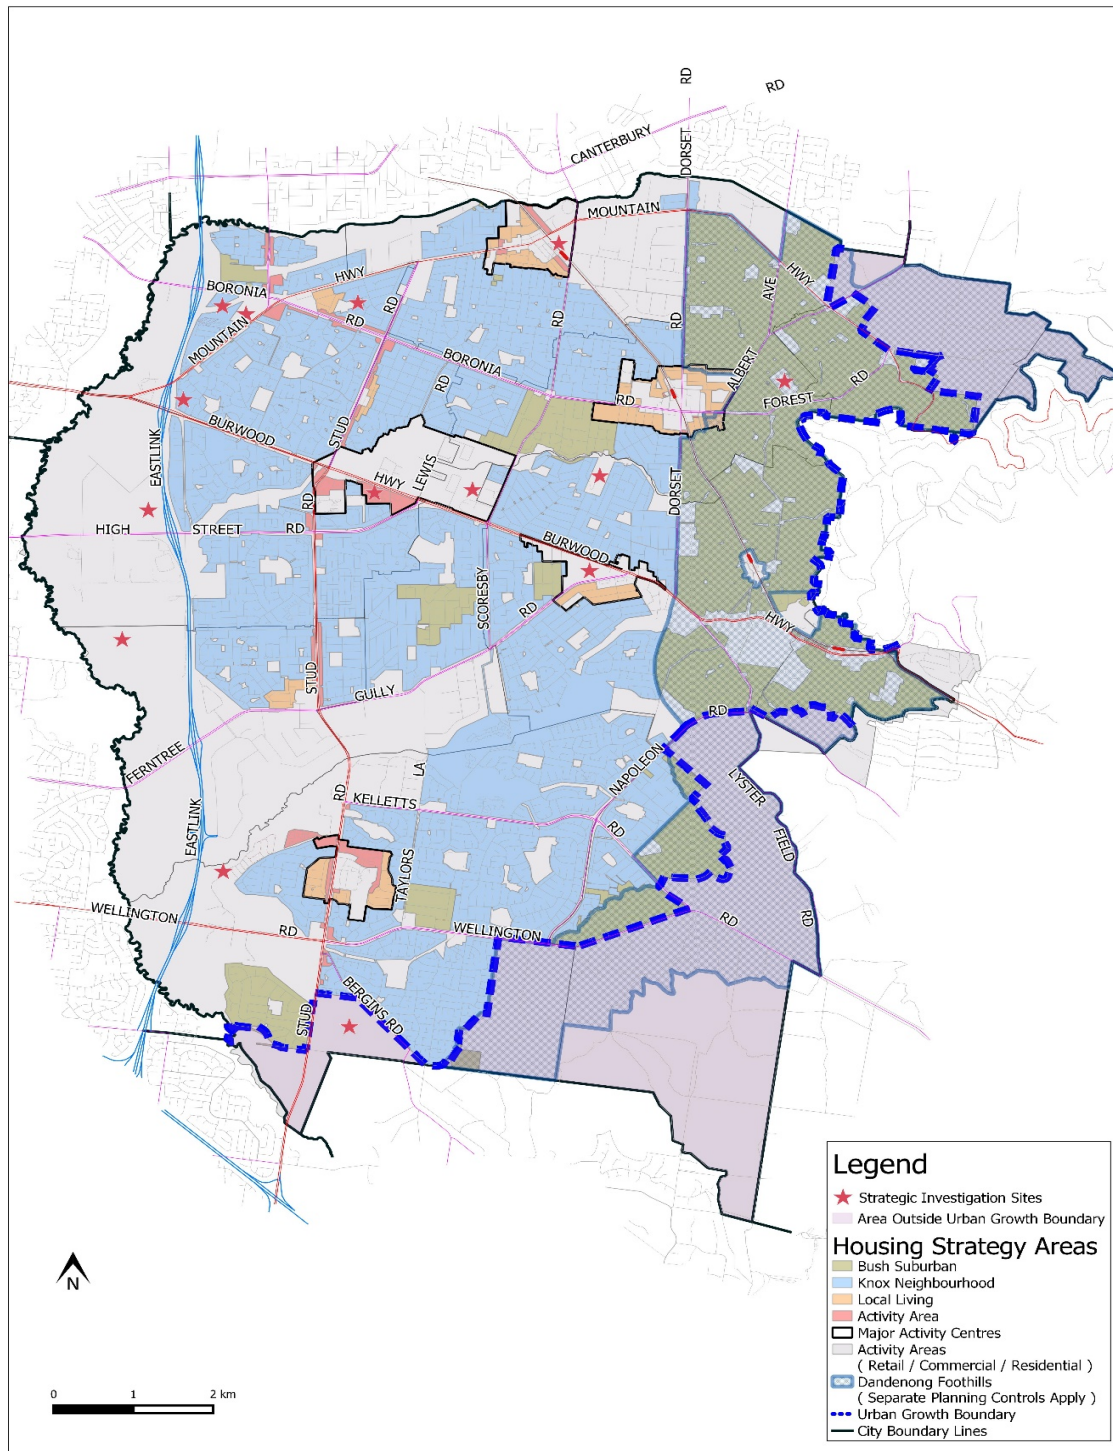 RD
RD
CANTERBURY
DORSET
MOUNTAIN
HWY
BORONIA
RD
MOUNTAIN
HWY
AVE
RD
RD
RD
BORONIA
RD
RD
ALBERT
RD
FOREST
EASTLINK
BURWOOD
STUD
HWY
LEWIS
RD
DORSET
HIGH
STREET
RD
BURWOOD
SCORESBY
RD
HWY
STUD
GULLY
FERNTREE
RD
NAPOLEON
LA
RD
KELLETTS
RD
LYSTER
FIELD
RD
EASTLINK
TAYLORS
WELLINGTON
RD
WELLINGTON
RD
BERGINS RD
STUD
N
0 1 2 km
Legend
Strategic Investigation Sites
Area Outside Urban Growth Boundary
Housing Strategy Areas
Bush Suburban
Knox Neighbourhood
Local Living
Activity Area
Major Activity Centres
Activity Areas
( Retail / Commercial / Residential )
Dandenong Foothills
( Separate Planning Controls Apply )
Urban Growth Boundary
City Boundary Lines